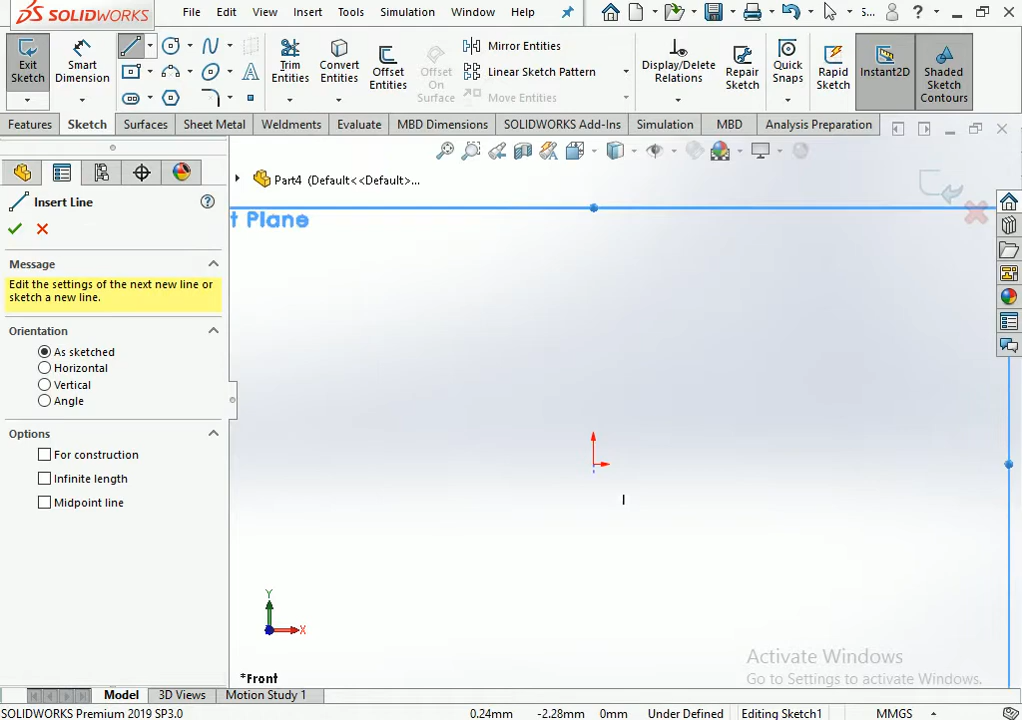 SOLIDWORKS File Edit View Insert Tools Simulation Window Help S... ?
Exit Sketch
Smart Dimension
Trim Entities
Convert Entities
Offset Entities
Offset On Surface
Mirror Entities
Linear Sketch Pattern
Move Entities
Display/Delete Relations
Repair Sketch
Quick Snaps
Rapid Sketch
Instant2D
Shaded Sketch Contours
Features Sketch Surfaces Sheet Metal Weldments Evaluate MBD Dimensions SOLIDWORKS Add-Ins Simulation MBD Analysis Preparation
Part4 (Default<<Default>...
Insert Line
t Plane
Message
Edit the settings of the next new line or
sketch a new line.
Orientation
As sketched
Horizontal
Vertical
Angle
Options
For construction
Infinite length
Midpoint line
Y
X
*Front
Activate Windows
Go to Settings to activate Windows.
Model 3D Views Motion Study 1
SOLIDWORKS Premium 2019 SP3.0 0.24mm -2.28mm 0mm Under Defined Editing Sketch1 MMGS